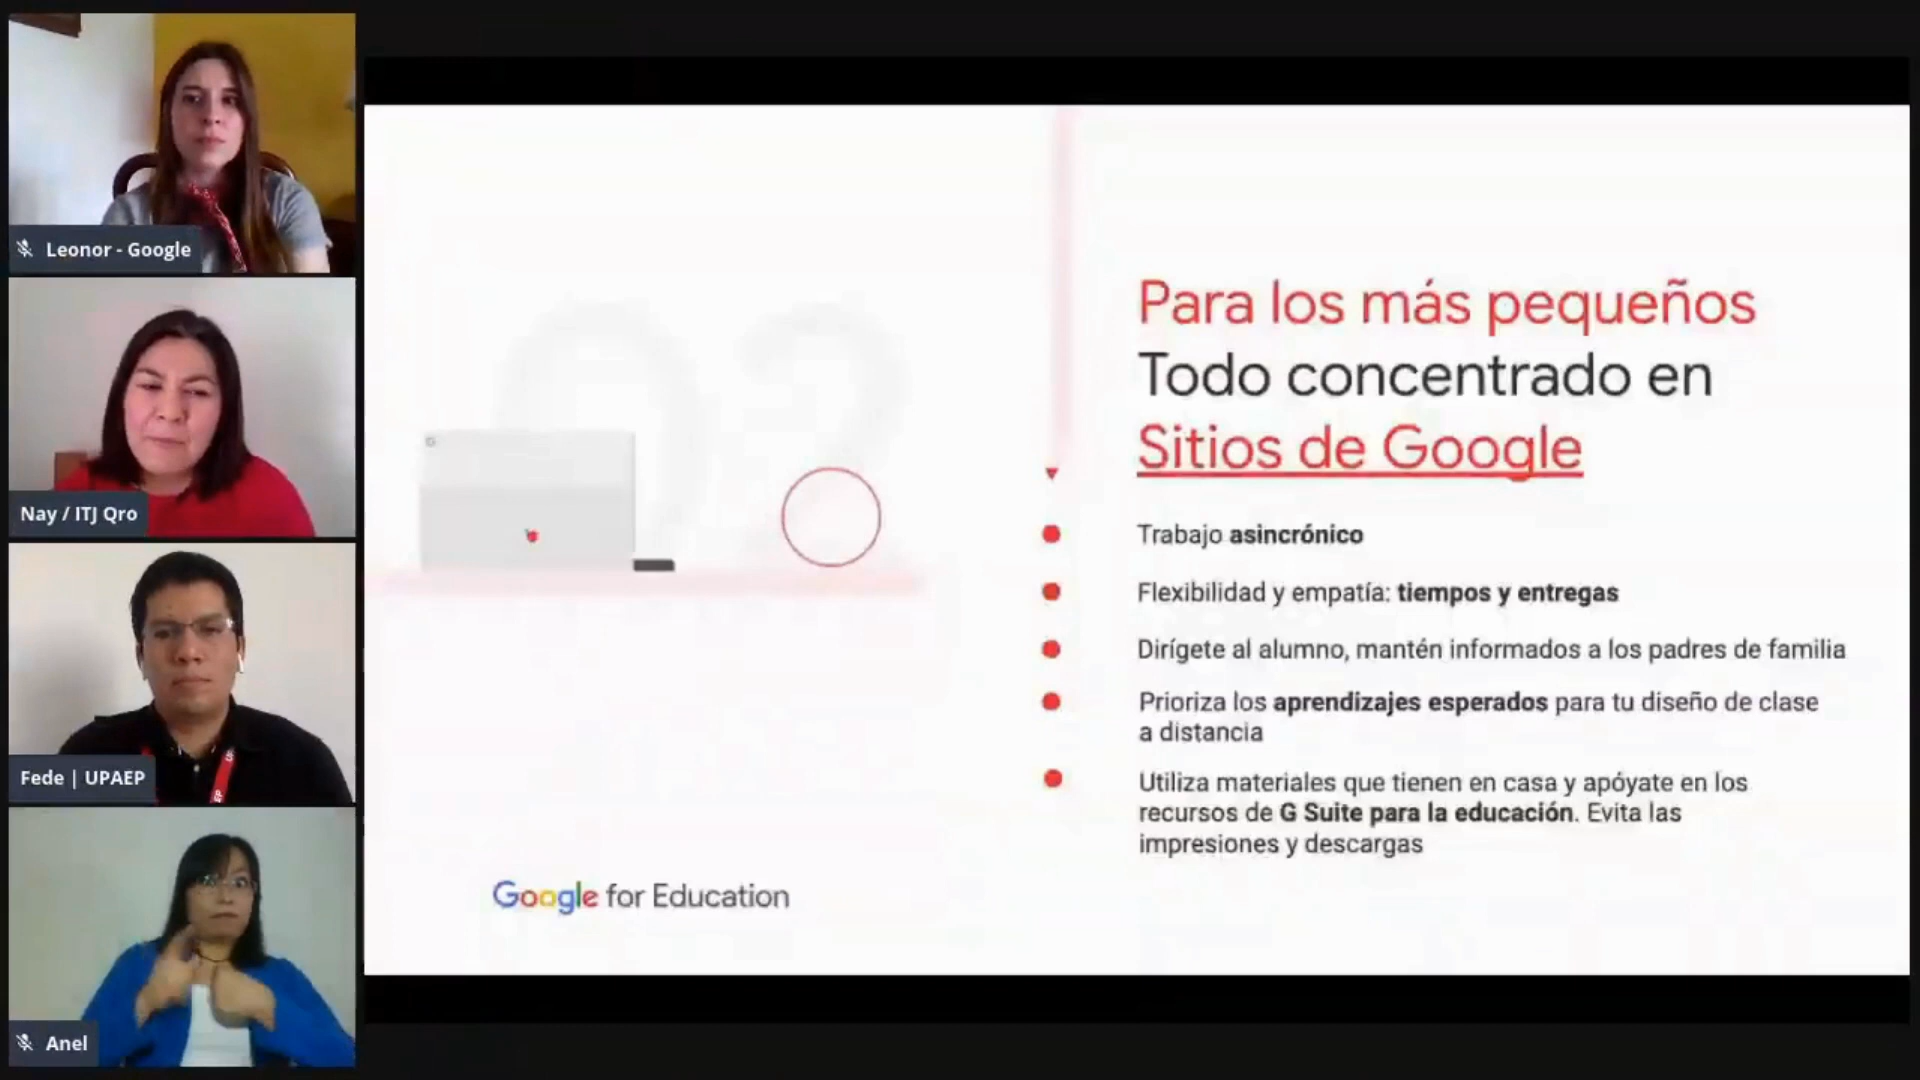 Leonor - Google
Nay / ITJ Qro
Fede | UPAEP
Anel
02
Para los más pequeños
Todo concentrado en
Sitios de Google
Trabajo asincrónico
Flexibilidad y empatía: tiempos y entregas
Dirígete al alumno, mantén informados a los padres de familia
Prioriza los aprendizajes esperados para tu diseño de clase
a distancia
Utiliza materiales que tienen en casa y apóyate en los
recursos de G Suite para la educación. Evita las
impresiones y descargas
Google for Education